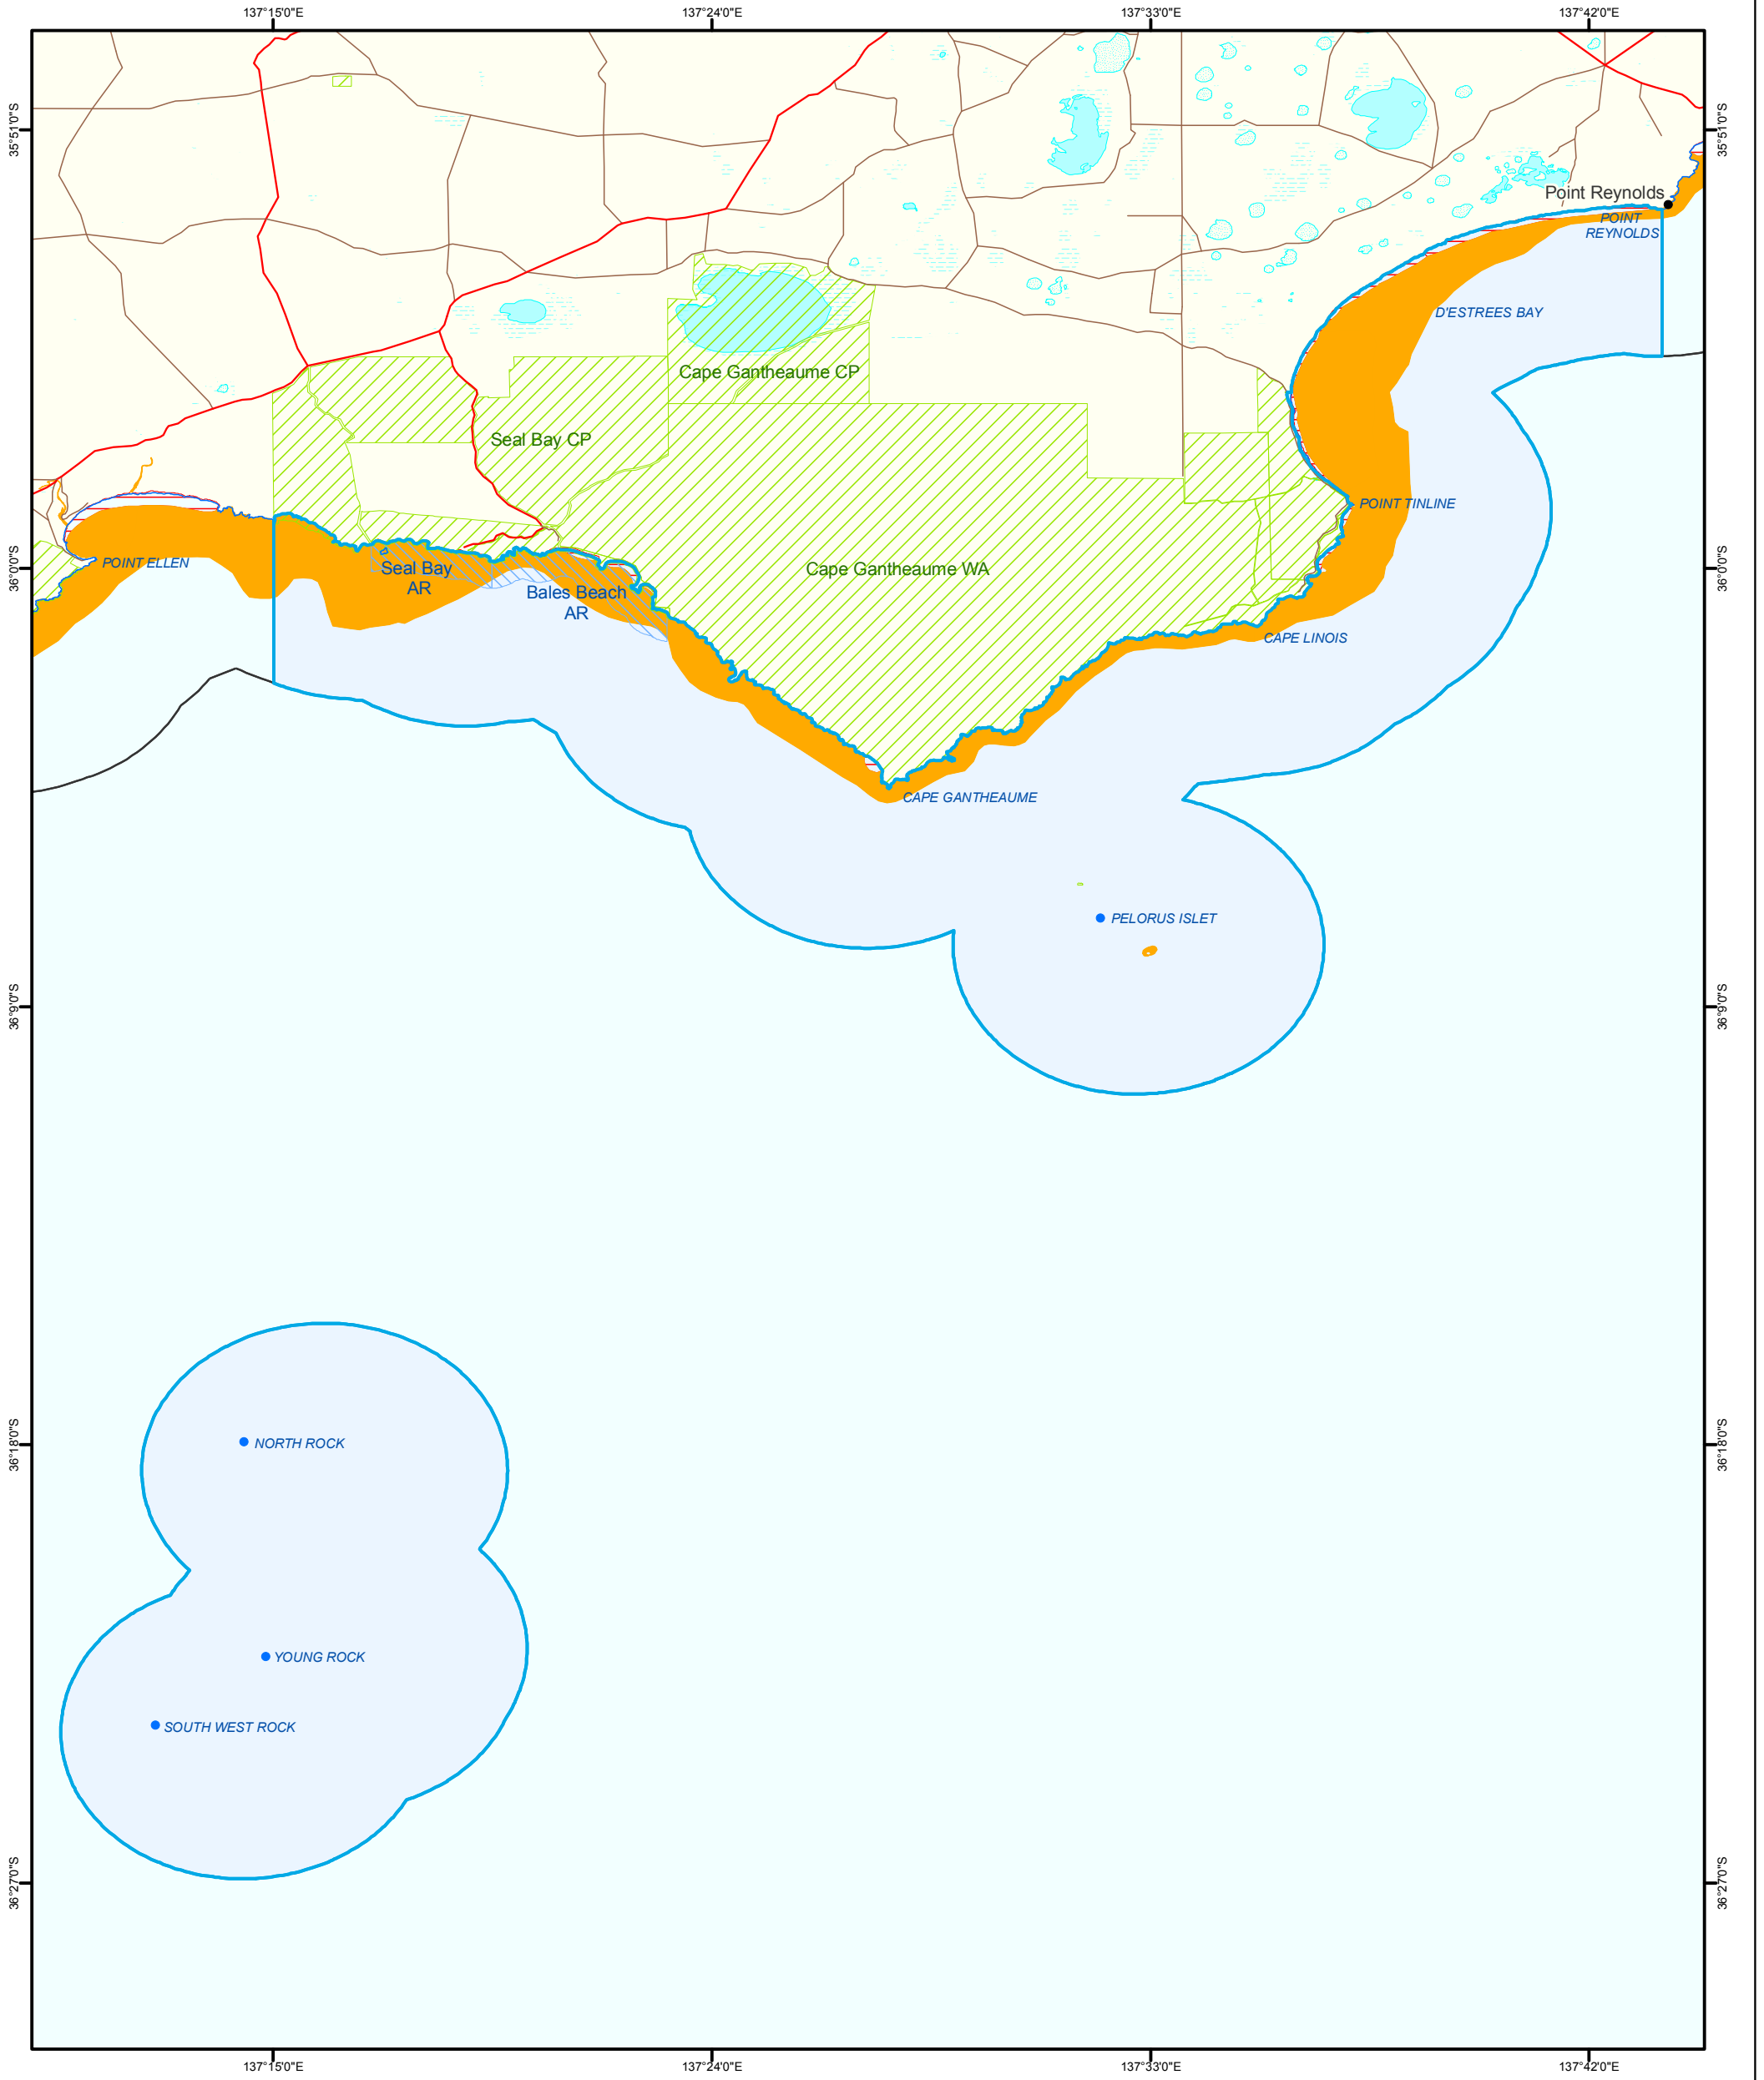 137°15'0"E
137°24'0"E
137°33'0"E
137°42'0"E
35°51'0"S
35°51'0"S
Point Reynolds
POINT
REYNOLDS
D'ESTREES BAY
Cape Gantheaume CP
Seal Bay CP
POINT TINLINE
POINT ELLEN
Seal Bay
AR
Bales Beach
AR
Cape Gantheaume WA
36°0'0"S
36°0'0"S
CAPE LINOIS
CAPE GANTHEAUME
PELORUS ISLET
36°9'0"S
36°9'0"S
NORTH ROCK
36°18'0"S
36°18'0"S
YOUNG ROCK
SOUTH WEST ROCK
36°27'0"S
36°27'0"S
137°15'0"E
137°24'0"E
137°33'0"E
137°42'0"E